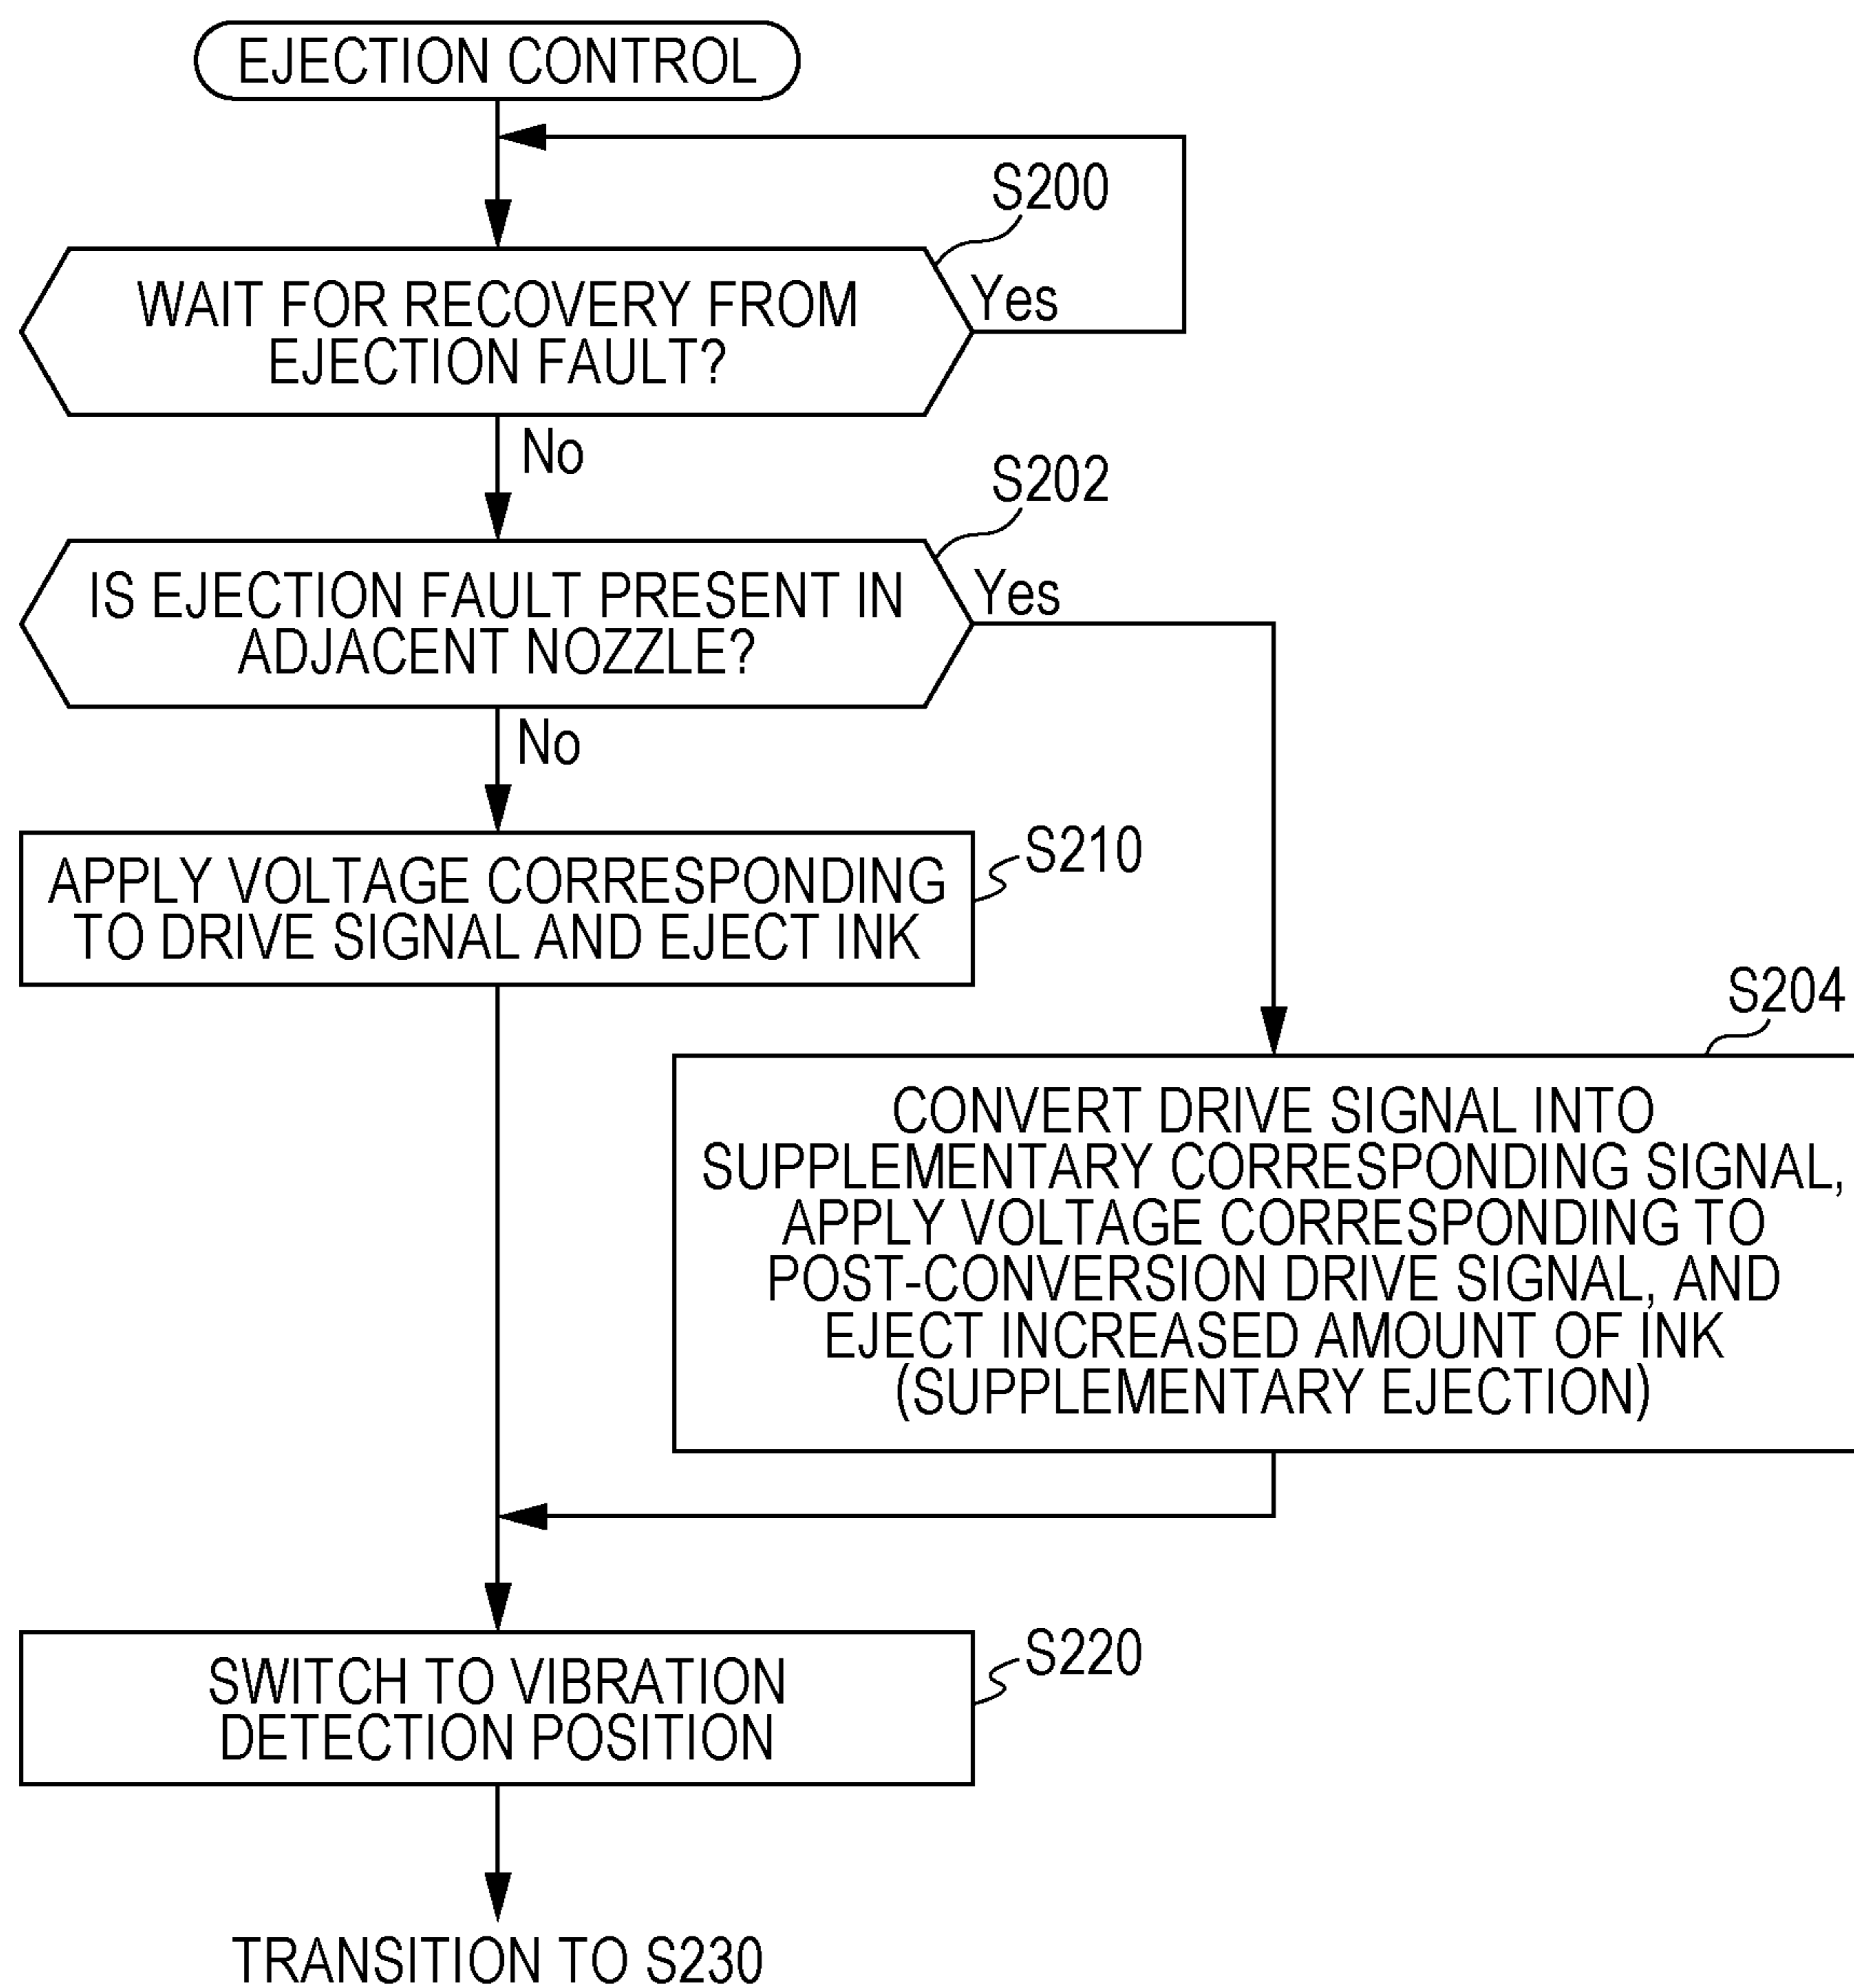 EJECTION CONTROL
S200
WAIT FOR RECOVERY FROM
EJECTION FAULT?
Yes
No
S202
IS EJECTION FAULT PRESENT IN
ADJACENT NOZZLE?
Yes
No
S210
APPLY VOLTAGE CORRESPONDING
TO DRIVE SIGNAL AND EJECT INK
S204
CONVERT DRIVE SIGNAL INTO
SUPPLEMENTARY CORRESPONDING SIGNAL,
APPLY VOLTAGE CORRESPONDING TO
POST-CONVERSION DRIVE SIGNAL, AND
EJECT INCREASED AMOUNT OF INK
(SUPPLEMENTARY EJECTION)
S220
SWITCH TO VIBRATION
DETECTION POSITION
TRANSITION TO S230